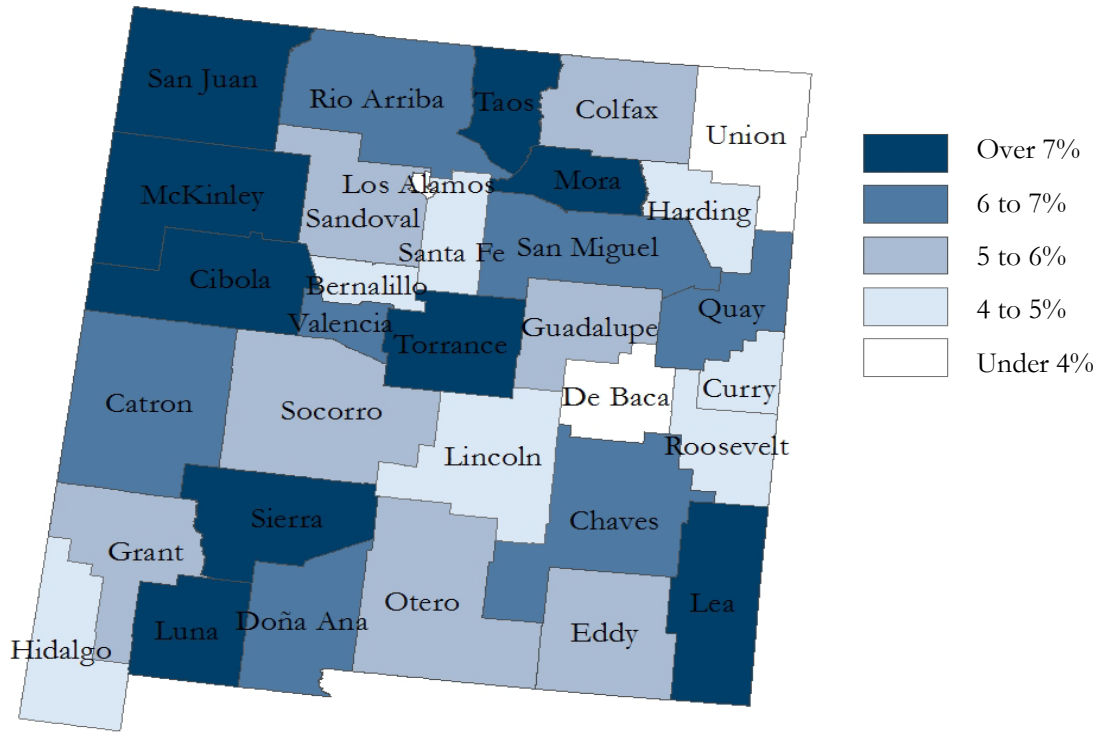 San Juan
Rio Arriba
Taos
Colfax
Union
McKinley
Los Alamos
Mora
Sandoval
Harding
Santa Fe
San Miguel
Cibola
Bernalillo
Valencia
Torrance
Guadalupe
Quay
Catron
Socorro
De Baca
Curry
Lincoln
Roosevelt
Sierra
Chaves
Grant
Otero
Lea
Luna
Doña Ana
Eddy
Hidalgo
Over 7%
6 to 7%
5 to 6%
4 to 5%
Under 4%